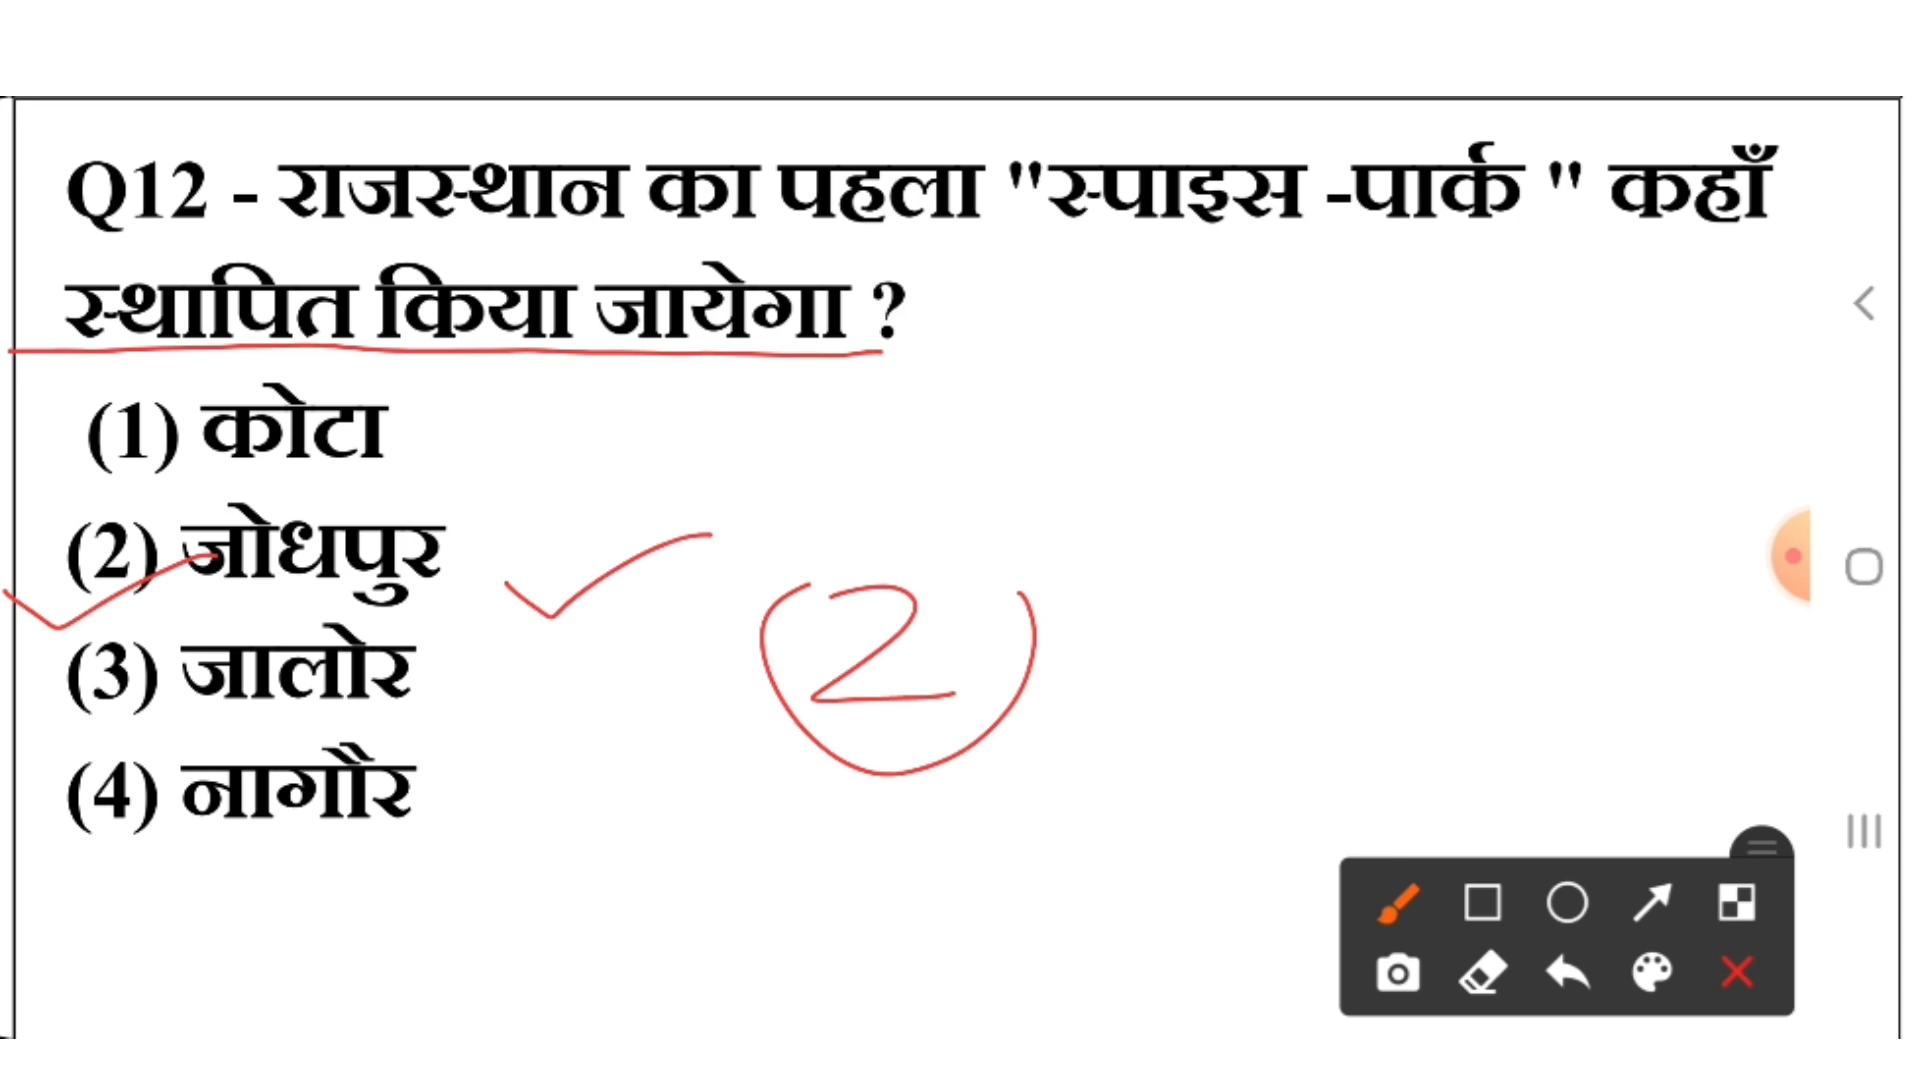 Q12 - राजस्थान का पहला "स्पाइस -पार्क " कहाँ
स्थापित किया जायेगा ?
(1) कोटा
(2) जोधपुर
(3) जालोर
(4) नागौर
(2)